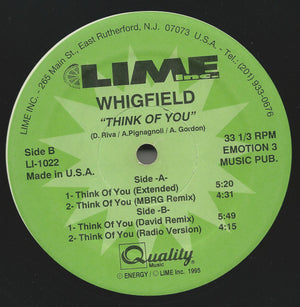 LIME INC. - 265 Main St., East Rutherford, N.J. 07073 U.S.A. - Tel. (201) 933-0676
LIME
Inc.
WHIGFIELD
"THINK OF YOU"
(D. Riva / A.Pignagnoli / A. Gordon)
Side B
LI-1022
Made in U.S.A.
33 1/3 RPM
EMOTION 3
MUSIC PUB.
Side -A-
1- Think Of You (Extended) 5:20
2- Think Of You (MBRG Remix) 4:31
Side -B-
1- Think Of You (David Remix) 5:49
2- Think Of You (Radio Version) 4:15
Quality
Music
© ENERGY / Ⓟ LIME Inc. 1995